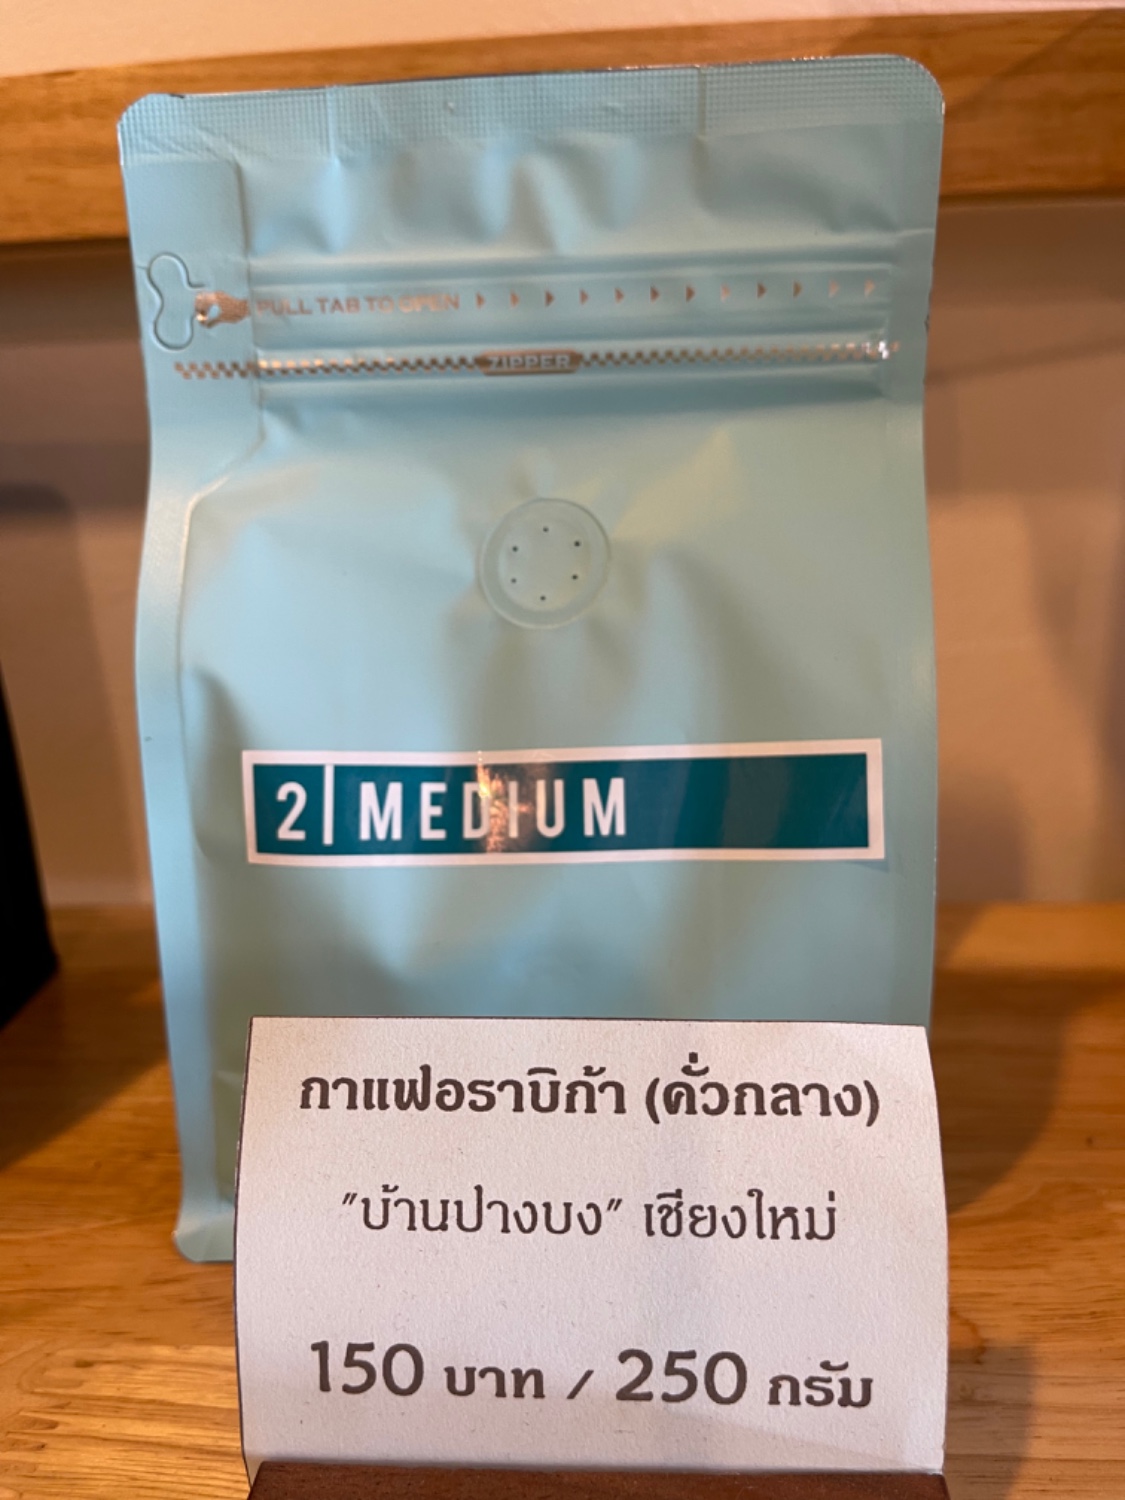 PULL TAB TO OPEN
ZIPPER
2 | MEDIUM
กาแฟอราบิก้า (คั่วกลาง)
"บ้านปางบง" เชียงใหม่
150 บาท / 250 กรัม